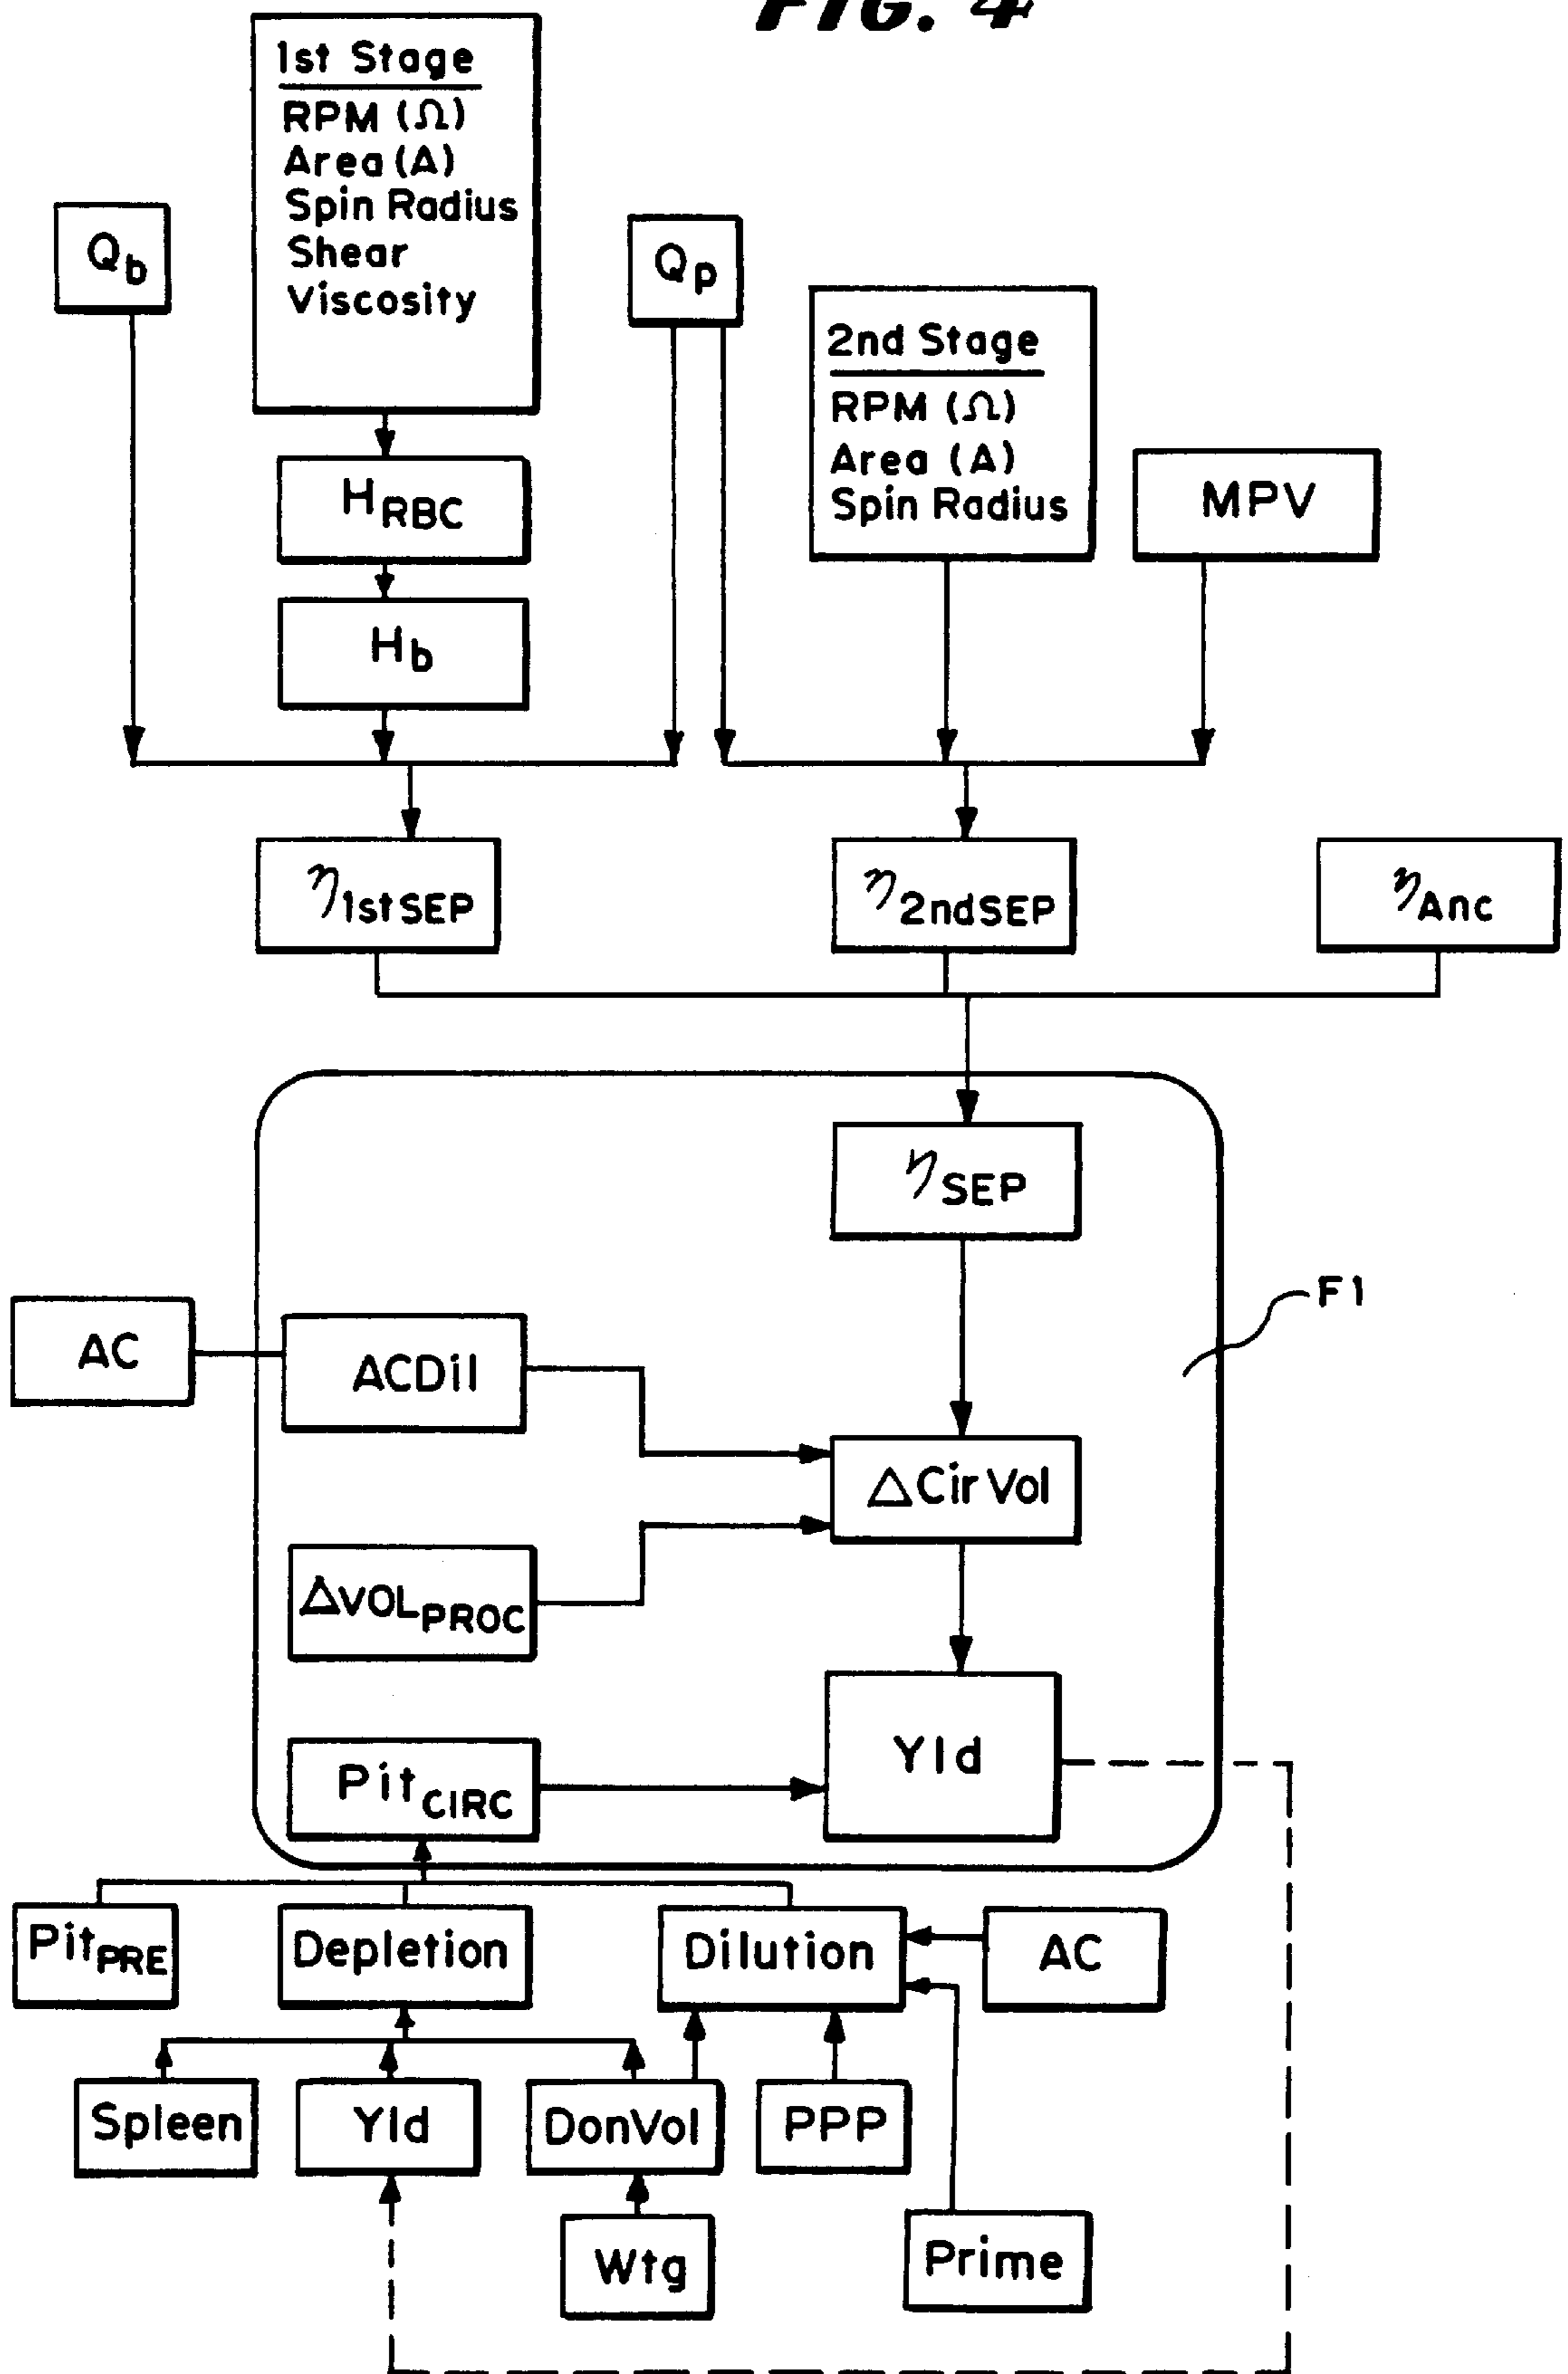 FIG. 4
1st Stage
RPM (Ω)
Area (A)
Spin Radius
Shear
Viscosity
Qb
Qp
2nd Stage
RPM (Ω)
Area (A)
Spin Radius
MPV
HRBC
Hb
η1stSEP
η2ndSEP
ηAnc
ηSEP
F1
AC
ACDil
ΔCirVol
ΔVOLPROC
Yld
PitCIRC
PitPRE
Depletion
Dilution
AC
Spleen
Yld
DonVol
PPP
Wtg
Prime